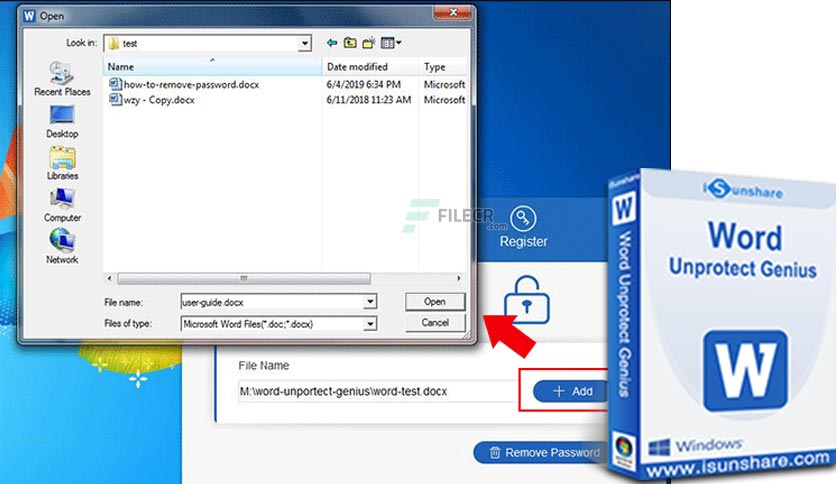 Open
Look in:
test
Name
Date modified
Type
how-to-remove-password.docx
6/4/2019 6:34 PM
Microsoft
wzy - Copy.docx
6/11/2018 11:23 AM
Microsoft
Recent Places
Desktop
Libraries
Computer
Network
File name:
user-guide.docx
Open
Files of type:
Microsoft Word Files(*.doc;*.docx)
Cancel
FILECR
.com
Register
File Name
M:\word-unportect-genius\word-test.docx
+ Add
Remove Password
iSunshare
W
Word Unprotect Genius
iSunshare
Word
Unprotect Genius
W
Windows
www.isunshare.com